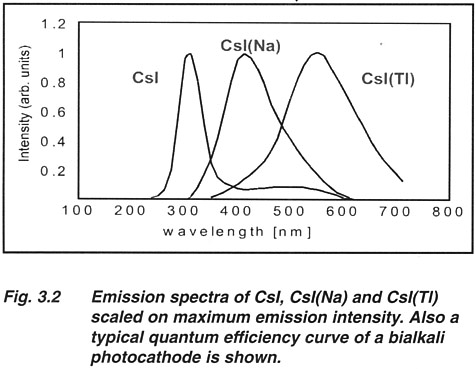 1.2
1
0.8
0.6
0.4
0.2
Intensity (arb. units)
CsI
CsI(Na)
CsI(Tl)
100 200 300 400 500 600 700 800
wavelength [nm]
Fig. 3.2 Emission spectra of CsI, CsI(Na) and CsI(Tl)
scaled on maximum emission intensity. Also a
typical quantum efficiency curve of a bialkali
photocathode is shown.